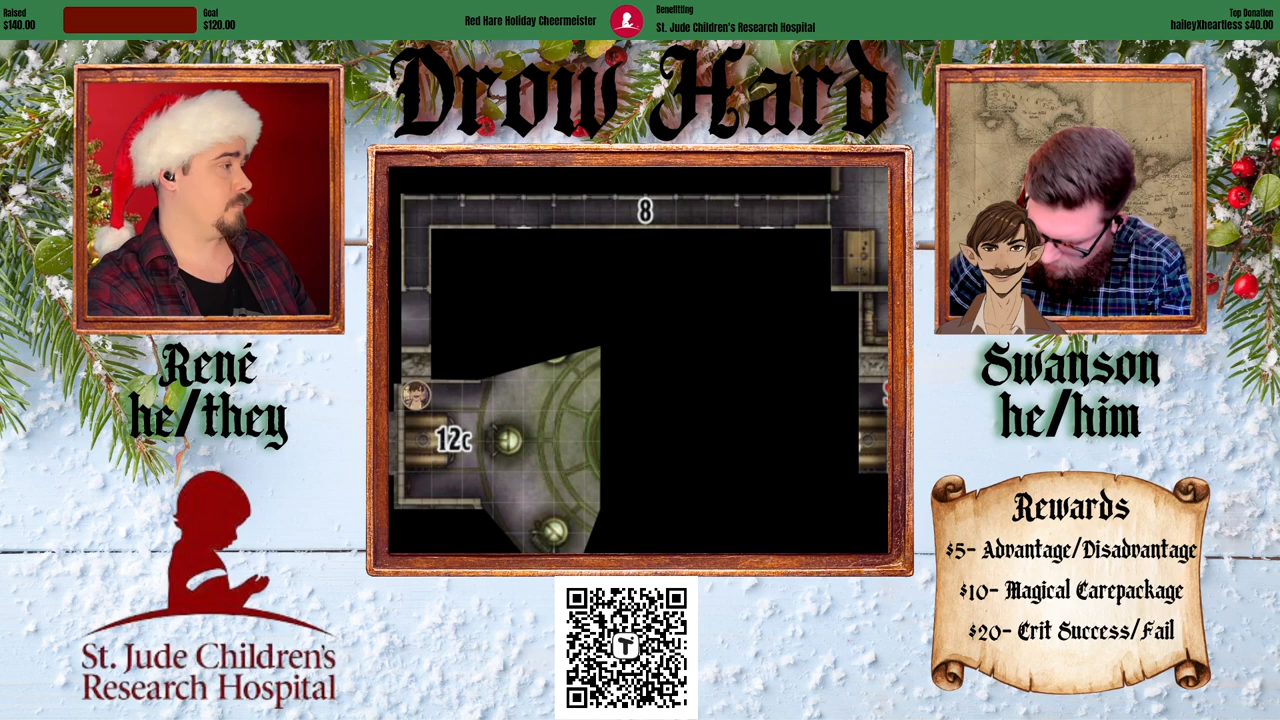 Raised
$140.00
Goal
$120.00
Red Hare Holiday Cheermeister
Benefitting
St. Jude Children's Research Hospital
Top Donation
haileyXheartless $40.00
Drow Hard
8
12c
René
he/they
Swanson
he/him
St. Jude Children's
Research Hospital
T
Rewards
$5- Advantage/Disadvantage
$10- Magical Carepackage
$20- Crit Success/Fail